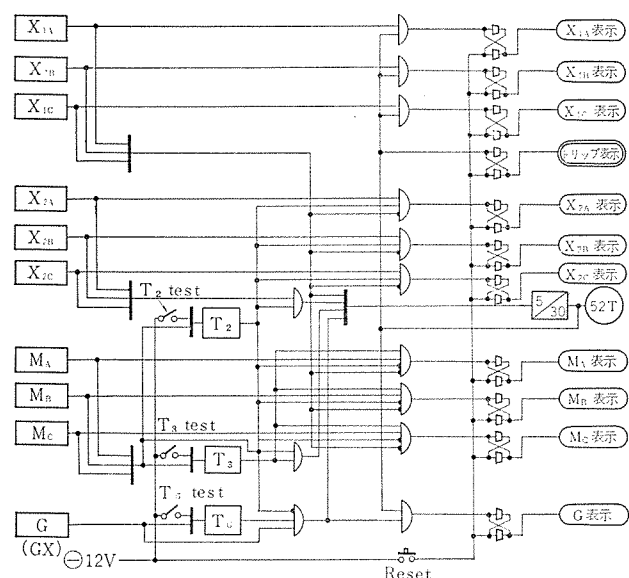 X1A
X1B
X1C
X2A
X2B
X2C
T2 test
T2
MA
MB
MC
T3 test
T3
TG test
TG
G
(GX)
⊖12V
Reset
5
30
52T
X1A 表示
X1B 表示
X1C 表示
トリップ表示
X2A 表示
X2B 表示
X2C 表示
MA 表示
MB 表示
MC 表示
G 表示